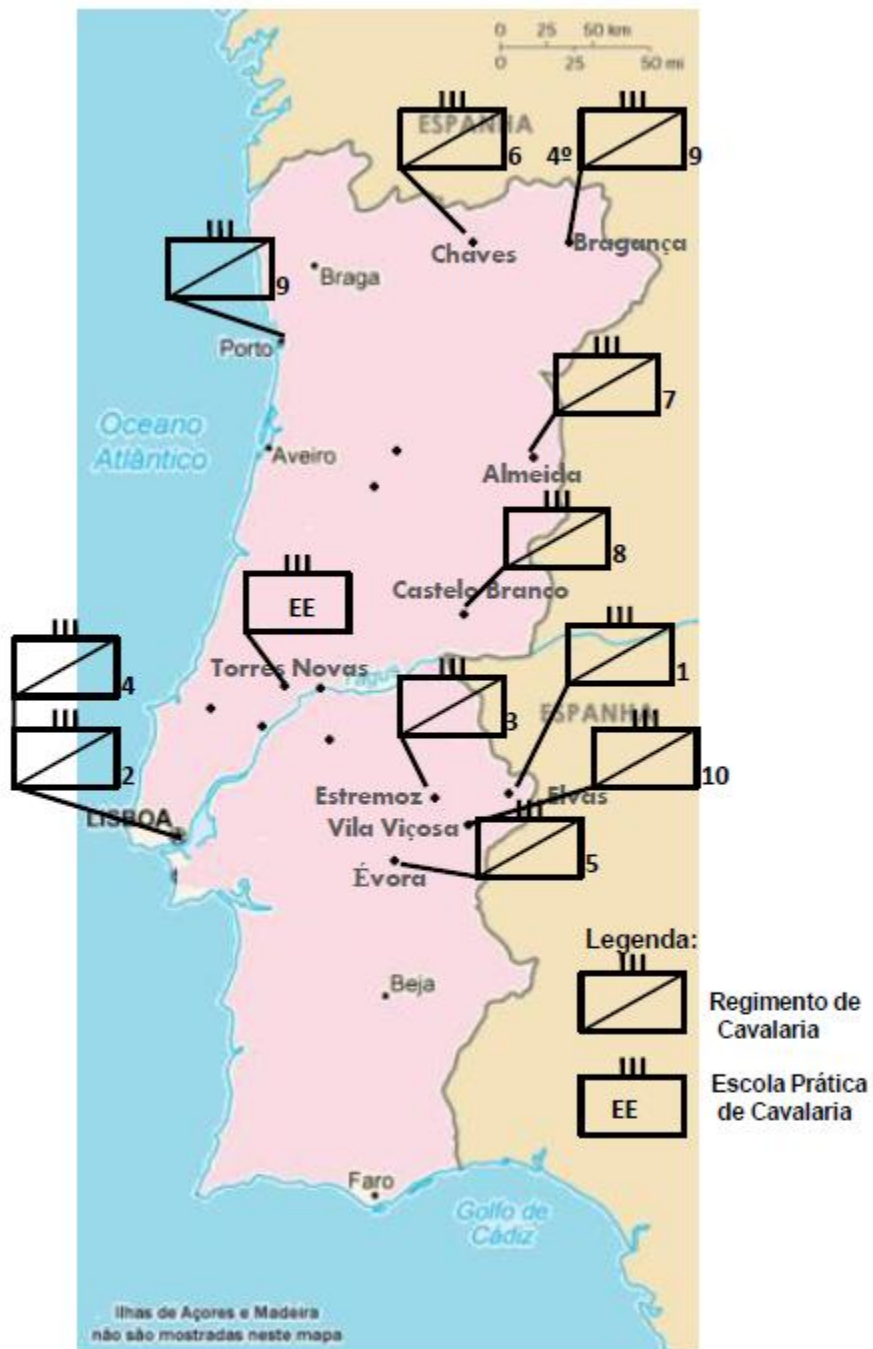 0 25 50 km
0 25 50 mi
ESPANHA
6
4º
9
Chaves
Bragança
9
Braga
Porto
7
Oceano
Atlântico
Aveiro
Almeida
8
Castelo Branco
EE
Torres Novas
1
4
3
ESPANHA
2
10
Estremoz
Elvas
LISBOA
Vila Viçosa
5
Évora
Legenda:
Beja
Regimento de
Cavalaria
Escola Prática
de Cavalaria
EE
Faro
Golfo de
Cádiz
Ilhas de Açores e Madeira
não são mostradas neste mapa